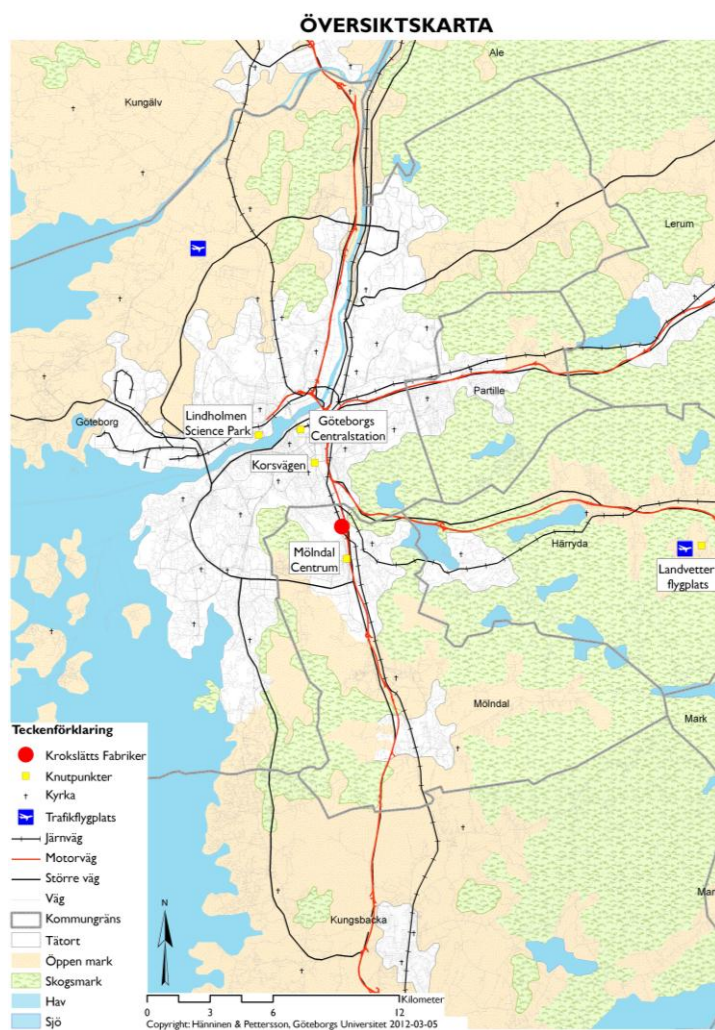 ÖVERSIKTSKARTA
Ale
Kungälv
Lerum
Partille
Göteborg
Lindholmen
Science Park
Göteborgs
Centralstation
Korsvägen
Härryda
Mölndal
Centrum
Landvetter
flygplats
Mölndal
Mark
Kungsbacka
Teckenförklaring
Krokslätts Fabriker
Knutpunkter
Kyrka
Trafikflygplats
Järnväg
Motorväg
Större väg
Väg
Kommungräns
Tätort
Öppen mark
Skogsmark
Hav
Sjö
N
Kilometer
0 3 6 12
Copyright: Hänninen & Pettersson, Göteborgs Universitet 2012-03-05